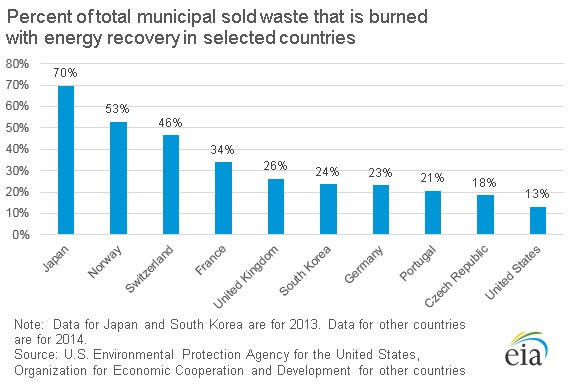 Percent of total municipal sold waste that is burned
with energy recovery in selected countries
80%
70%
60%
50%
40%
30%
20%
10%
0%
70%
53%
46%
34%
26%
24%
23%
21%
18%
13%
Japan
Norway
Switzerland
France
United Kingdom
South Korea
Germany
Portugal
Czech Republic
United States
Note: Data for Japan and South Korea are for 2013. Data for other countries
are for 2014.
Source: U.S. Environmental Protection Agency for the United States,
Organization for Economic Cooperation and Development for other countries
eia